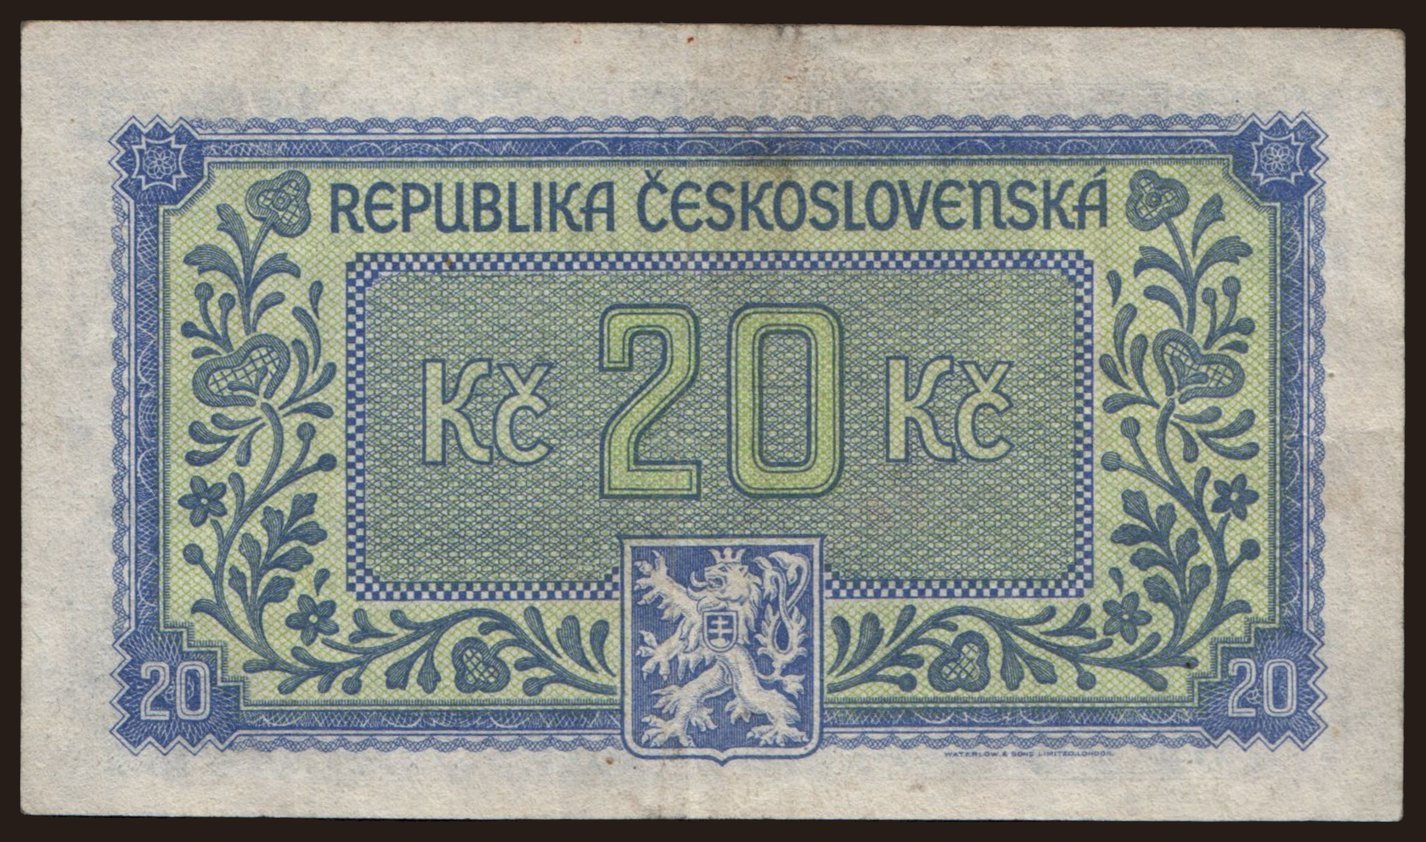 REPUBLIKA ČESKOSLOVENSKÁ
Kč 20 Kč
20 20
WATERLOW & SONS LIMITED, LONDON.